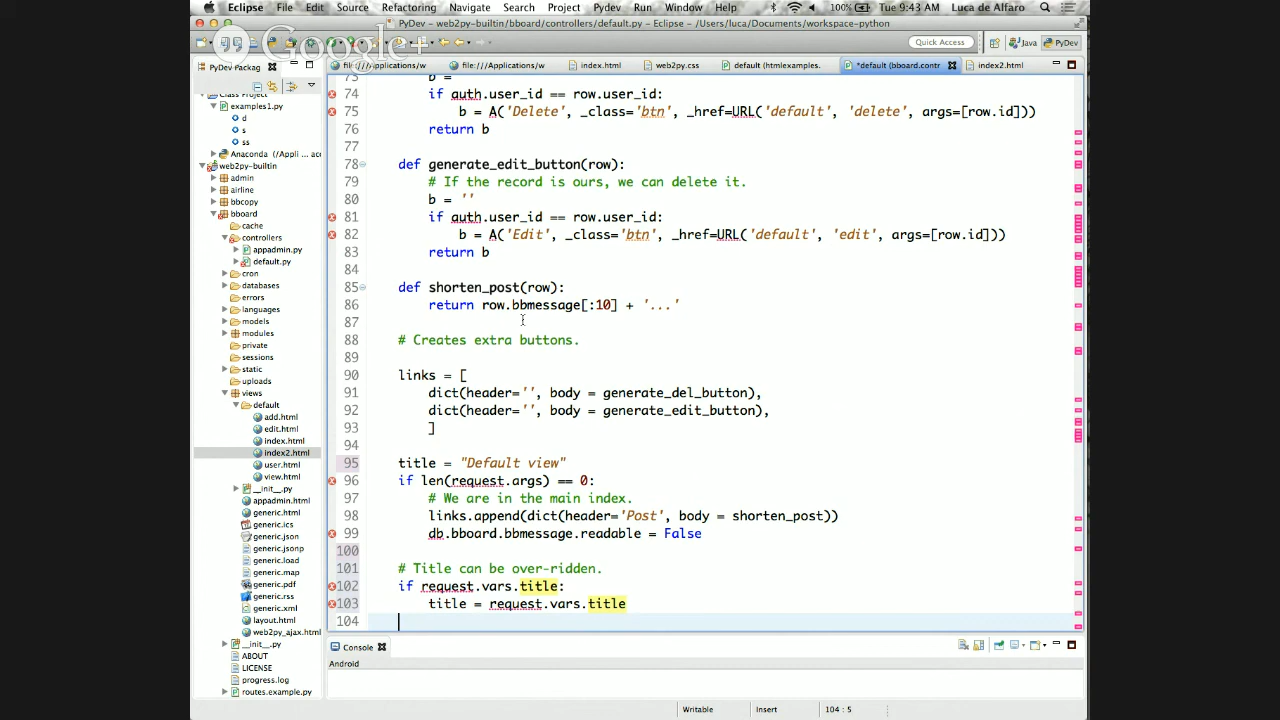 Eclipse File Edit Source Refactoring Navigate Search Project Pydev Run Window Help 100% Tue 9:43 AM Luca de Alfaro
PyDev - web2py-builtin/bboard/controllers/default.py - Eclipse - /Users/luca/Documents/workspace-python
Google+
Quick Access Java PyDev
PyDev Packag
file:///Applications/w file:///Applications/w index.html web2py.css default (htexamples. *default (bboard.contr index2.html
Class Project
examples1.py
d
s
ss
Anaconda (/Appli ac
web2py-builtin
admin
airline
bbcopy
bboard
cache
controllers
appadmin.py
default.py
cron
databases
errors
languages
models
modules
private
sessions
static
uploads
views
default
add.html
edit.html
index.html
index2.html
user.html
view.html
__init__.py
appadmin.html
generic.html
generic.ics
generic.json
generic.jsonp
generic.load
generic.map
generic.pdf
generic.rss
generic.xml
layout.html
web2py_ajax.html
__init__.py
ABOUT
LICENSE
progress.log
routes.example.py
73 b = ''
74 if auth.user_id == row.user_id:
75 b = A('Delete', _class='btn', _href=URL('default', 'delete', args=[row.id]))
76 return b
77
78 def generate_edit_button(row):
79 # If the record is ours, we can delete it.
80 b = ''
81 if auth.user_id == row.user_id:
82 b = A('Edit', _class='btn', _href=URL('default', 'edit', args=[row.id]))
83 return b
84
85 def shorten_post(row):
86 return row.bbmessage[:10] + '...'
87
88 # Creates extra buttons.
89
90 links = [
91 dict(header='', body = generate_del_button),
92 dict(header='', body = generate_edit_button),
93 ]
94
95 title = "Default view"
96 if len(request.args) == 0:
97 # We are in the main index.
98 links.append(dict(header='Post', body = shorten_post))
99 db.bboard.bbmessage.readable = False
100
101 # Title can be over-ridden.
102 if request.vars.title:
103 title = request.vars.title
104
Console
Android
Writable Insert 104 : 5